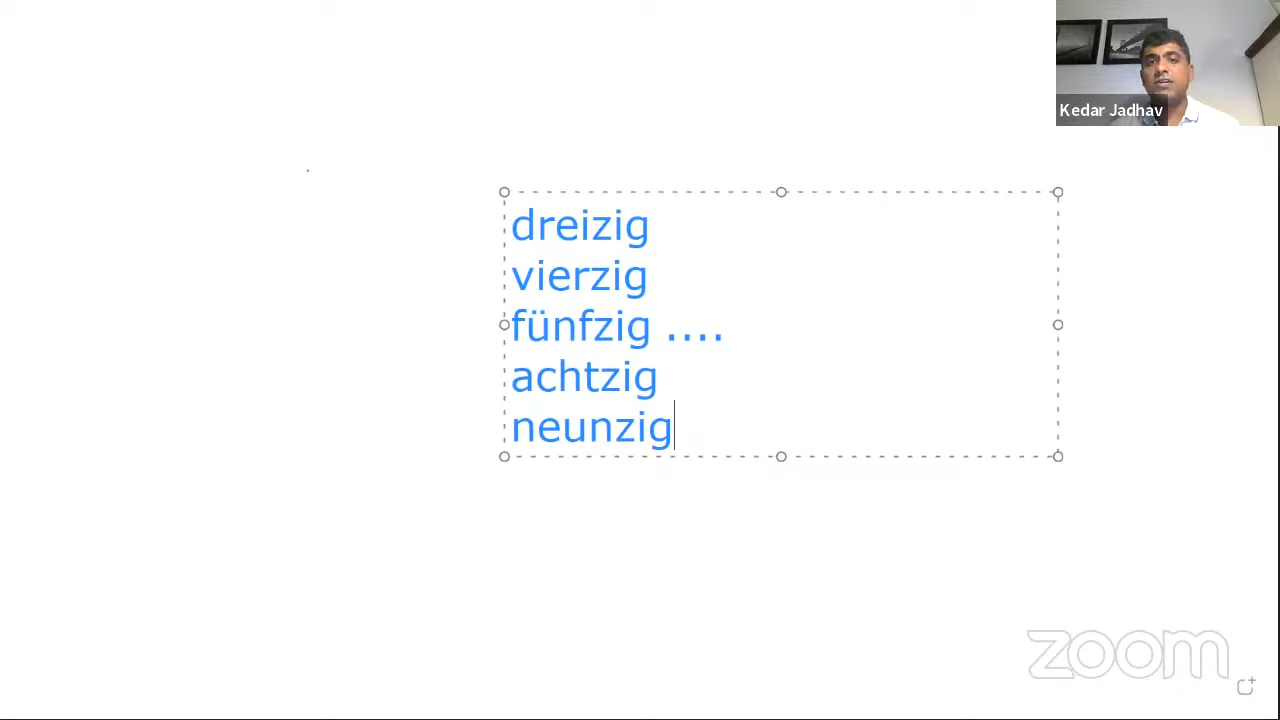 Kedar Jadhav
dreizig
vierzig
fünfzig ....
achtzig
neunzig
zoom